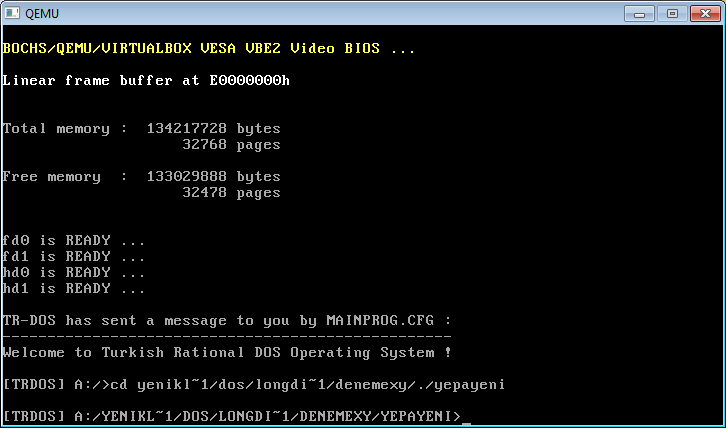 QEMU
BOCHS/QEMU/VIRTUALBOX VESA VBE2 Video BIOS ...
Linear frame buffer at E0000000h
Total memory :  134217728 bytes
32768 pages
Free memory  :  133029888 bytes
32478 pages
fd0 is READY ...
fd1 is READY ...
hd0 is READY ...
hd1 is READY ...
TR-DOS has sent a message to you by MAINPROG.CFG :
--------------------------------------------------
Welcome to Turkish Rational DOS Operating System !
[TRDOS] A:/>cd yenikl~1/dos/longdi~1/denemexy/./yepayeni
[TRDOS] A:/YENIKL~1/DOS/LONGDI~1/DENEMEXY/YEPAYENI>_